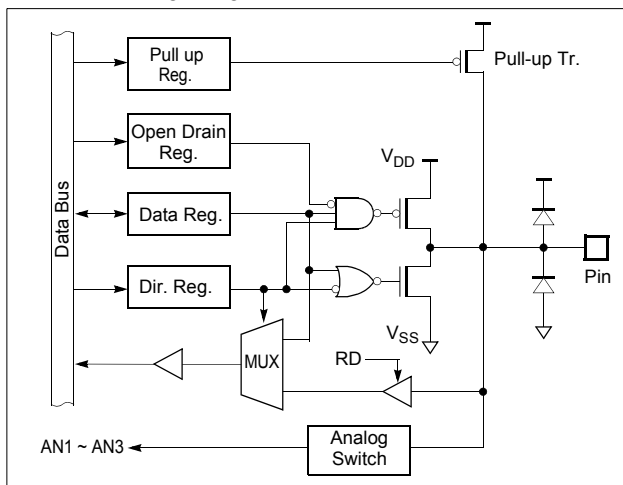 Pull up
Reg.
Pull-up Tr.
Open Drain
Reg.
VDD
Data Bus
Data Reg.
Dir. Reg.
Pin
VSS
MUX
RD
AN1 ~ AN3
Analog
Switch